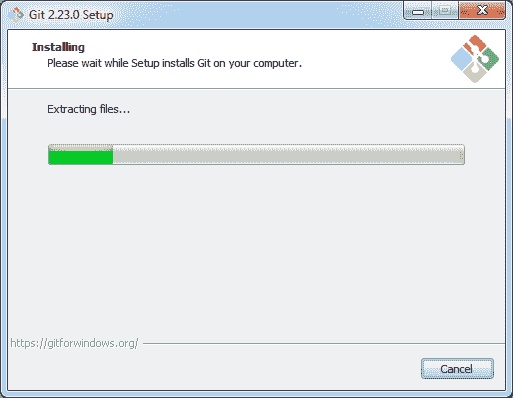 Git 2.23.0 Setup
Installing
Please wait while Setup installs Git on your computer.
Extracting files...
https://gitforwindows.org/
Cancel